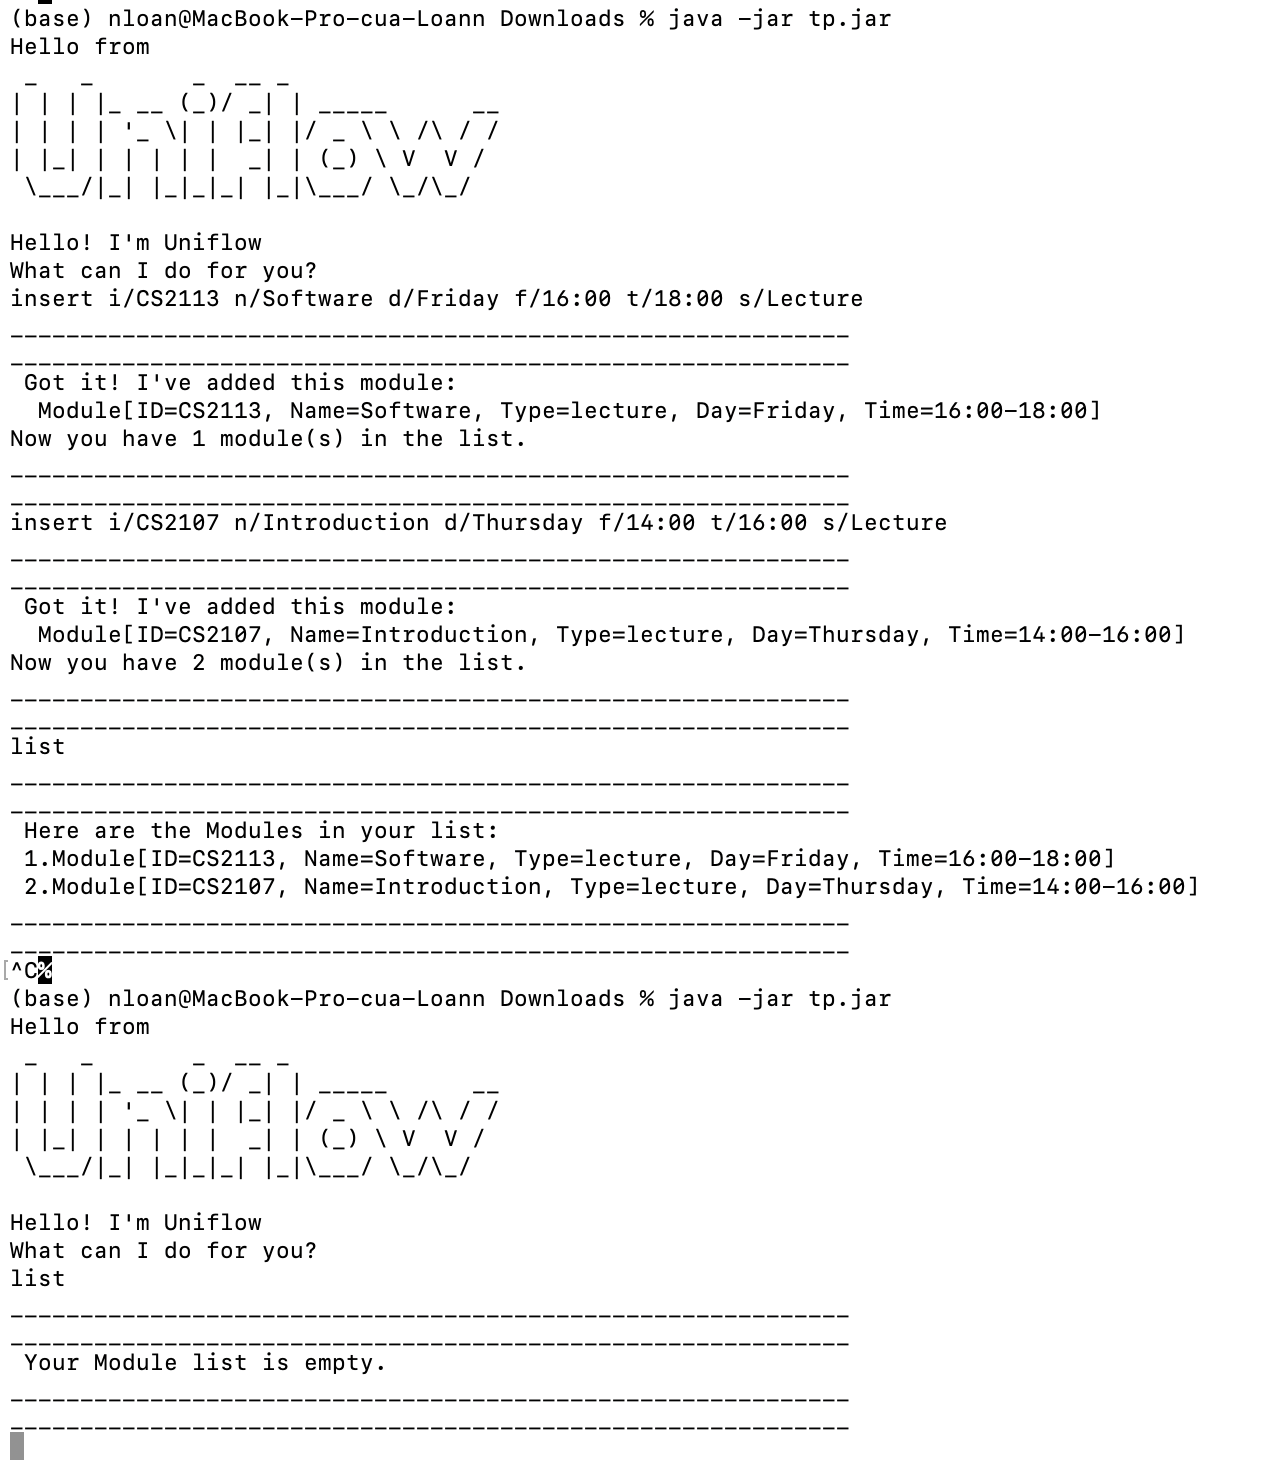 (base) nloan@MacBook-Pro-cua-Loann Downloads % java -jar tp.jar
Hello from
 _   _       _  __ _
| | | |_ __ (_)/ _| | _____      __
| | | | '_ \| | |_| |/ _ \ \ /\ / /
| |_| | | | | |  _| | (_) \ V  V /
 \___/|_| |_|_|_| |_|\___/ \_/\_/

Hello! I'm Uniflow
What can I do for you?
insert i/CS2113 n/Software d/Friday f/16:00 t/18:00 s/Lecture
____________________________________________________________
____________________________________________________________
 Got it! I've added this module:
  Module[ID=CS2113, Name=Software, Type=lecture, Day=Friday, Time=16:00-18:00]
Now you have 1 module(s) in the list.
____________________________________________________________
____________________________________________________________
insert i/CS2107 n/Introduction d/Thursday f/14:00 t/16:00 s/Lecture
____________________________________________________________
____________________________________________________________
 Got it! I've added this module:
  Module[ID=CS2107, Name=Introduction, Type=lecture, Day=Thursday, Time=14:00-16:00]
Now you have 2 module(s) in the list.
____________________________________________________________
____________________________________________________________
list
____________________________________________________________
____________________________________________________________
 Here are the Modules in your list:
 1.Module[ID=CS2113, Name=Software, Type=lecture, Day=Friday, Time=16:00-18:00]
 2.Module[ID=CS2107, Name=Introduction, Type=lecture, Day=Thursday, Time=14:00-16:00]
____________________________________________________________
____________________________________________________________
^C%
(base) nloan@MacBook-Pro-cua-Loann Downloads % java -jar tp.jar
Hello from
 _   _       _  __ _
| | | |_ __ (_)/ _| | _____      __
| | | | '_ \| | |_| |/ _ \ \ /\ / /
| |_| | | | | |  _| | (_) \ V  V /
 \___/|_| |_|_|_| |_|\___/ \_/\_/

Hello! I'm Uniflow
What can I do for you?
list
____________________________________________________________
____________________________________________________________
 Your Module list is empty.
____________________________________________________________
____________________________________________________________